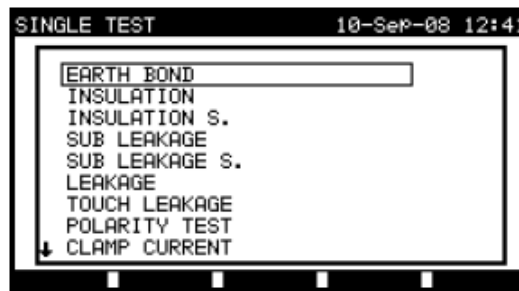 SINGLE TEST 10-Sep-08 12:41
EARTH BOND
INSULATION
INSULATION S.
SUB LEAKAGE
SUB LEAKAGE S.
LEAKAGE
TOUCH LEAKAGE
POLARITY TEST
CLAMP CURRENT